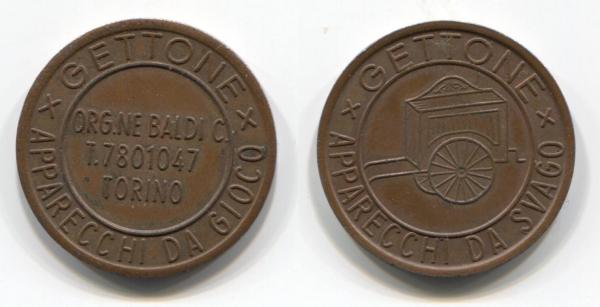 GETTONE
ORG.NE BALDI C.
T.7801047
TORINO
APPARECCHI DA GIOCO
GETTONE
APPARECCHI DA SVAGO